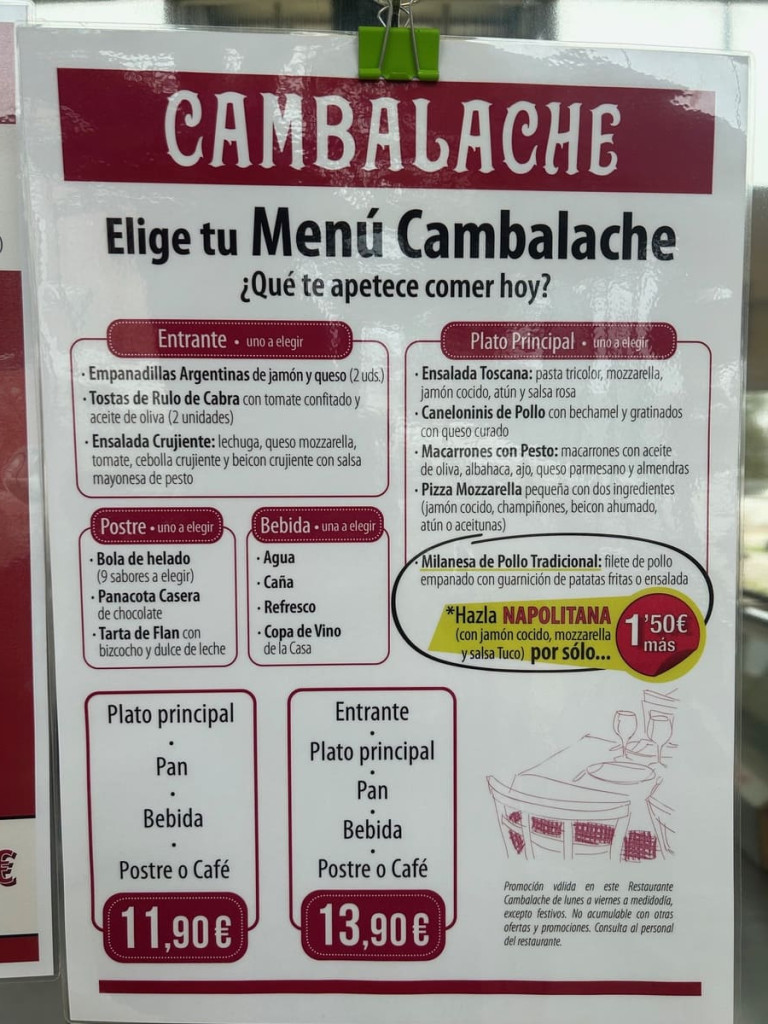 CAMBALACHE
Elige tu Menú Cambalache
¿Qué te apetece comer hoy?
Entrante • uno a elegir
· Empanadillas Argentinas de jamón y queso (2 uds.)
· Tostas de Rulo de Cabra con tomate confitado y
aceite de oliva (2 unidades)
· Ensalada Crujiente: lechuga, queso mozzarella,
tomate, cebolla crujiente y beicon crujiente con salsa
mayonesa de pesto
Plato Principal • uno a elegir
· Ensalada Toscana: pasta tricolor, mozzarella,
jamón cocido, atún y salsa rosa
· Caneloninis de Pollo con bechamel y gratinados
con queso curado
· Macarrones con Pesto: macarrones con aceite
de oliva, albahaca, ajo, queso parmesano y almendras
· Pizza Mozzarella pequeña con dos ingredientes
(jamón cocido, champiñones, beicon ahumado,
atún o aceitunas)
· Milanesa de Pollo Tradicional: filete de pollo
empanado con guarnición de patatas fritas o ensalada
*Hazla NAPOLITANA
(con jamón cocido, mozzarella
y salsa Tuco) por sólo...
1'50€
más
Postre • uno a elegir
· Bola de helado
(9 sabores a elegir)
· Panacota Casera
de chocolate
· Tarta de Flan con
bizcocho y dulce de leche
Bebida • una a elegir
· Agua
· Caña
· Refresco
· Copa de Vino
de la Casa
Plato principal
·
Pan
·
Bebida
·
Postre o Café
11,90€
Entrante
·
Plato principal
·
Pan
·
Bebida
·
Postre o Café
13,90€
Promoción válida en este Restaurante
Cambalache de lunes a viernes a medidodía,
excepto festivos. No acumulable con otras
ofertas y promociones. Consulta al personal
del restaurante.
)
€